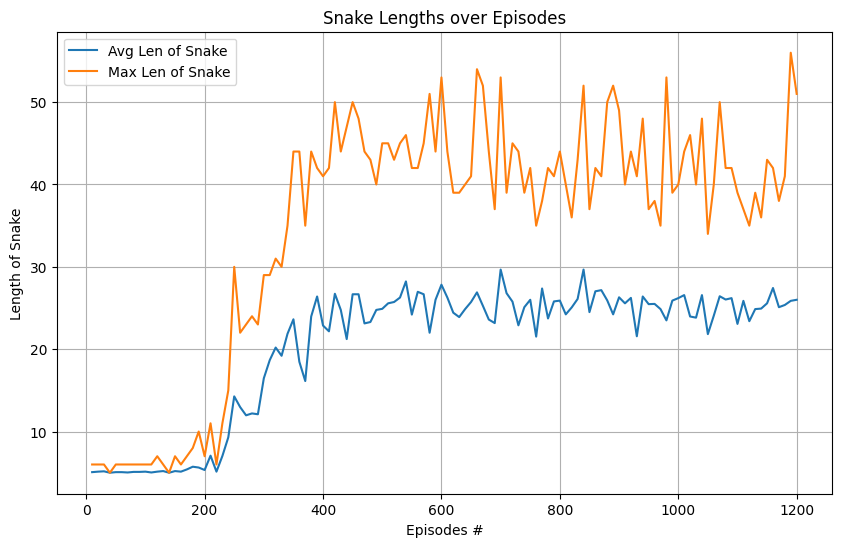 Snake Lengths over Episodes
Avg Len of Snake
Max Len of Snake
Length of Snake
50
40
30
20
10
0
200
400
600
800
1000
1200
Episodes #